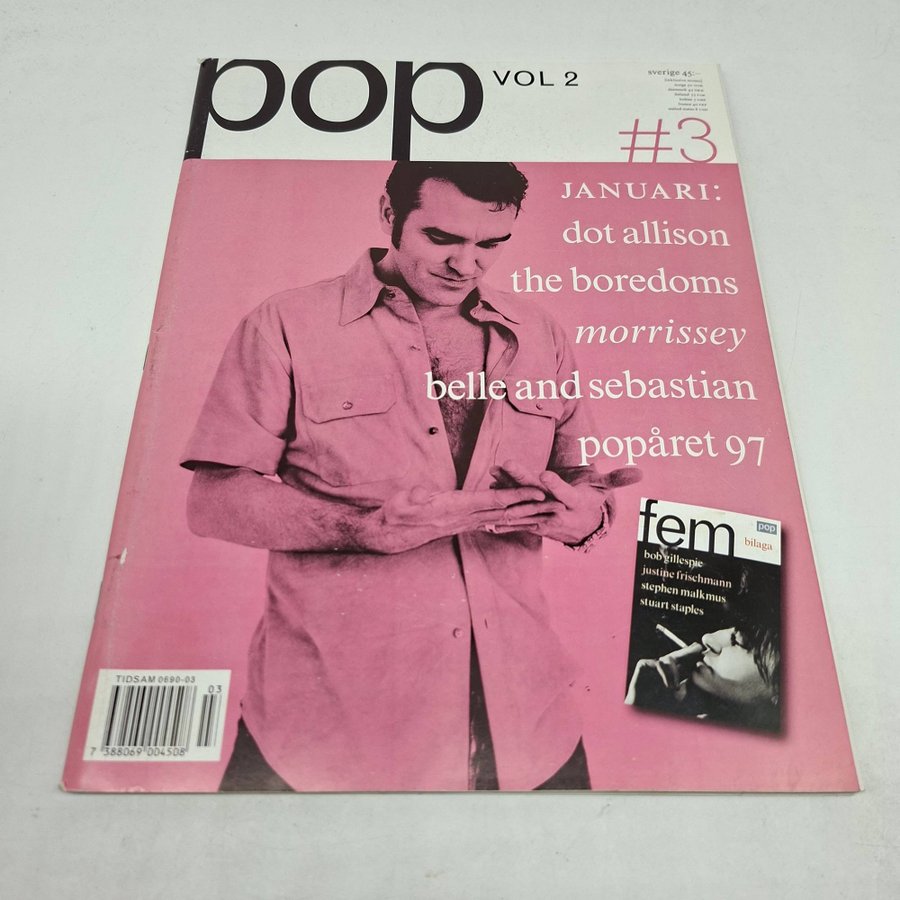 pop VOL 2
sverige 45:–
#3
JANUARI:
dot allison
the boredoms
morrissey
belle and sebastian
popåret 97
fem
pop
bilaga
bob gillespie
justine frischmann
stephen malkmus
stuart staples
TIDSAM 0690-03
03
7 388069 004508